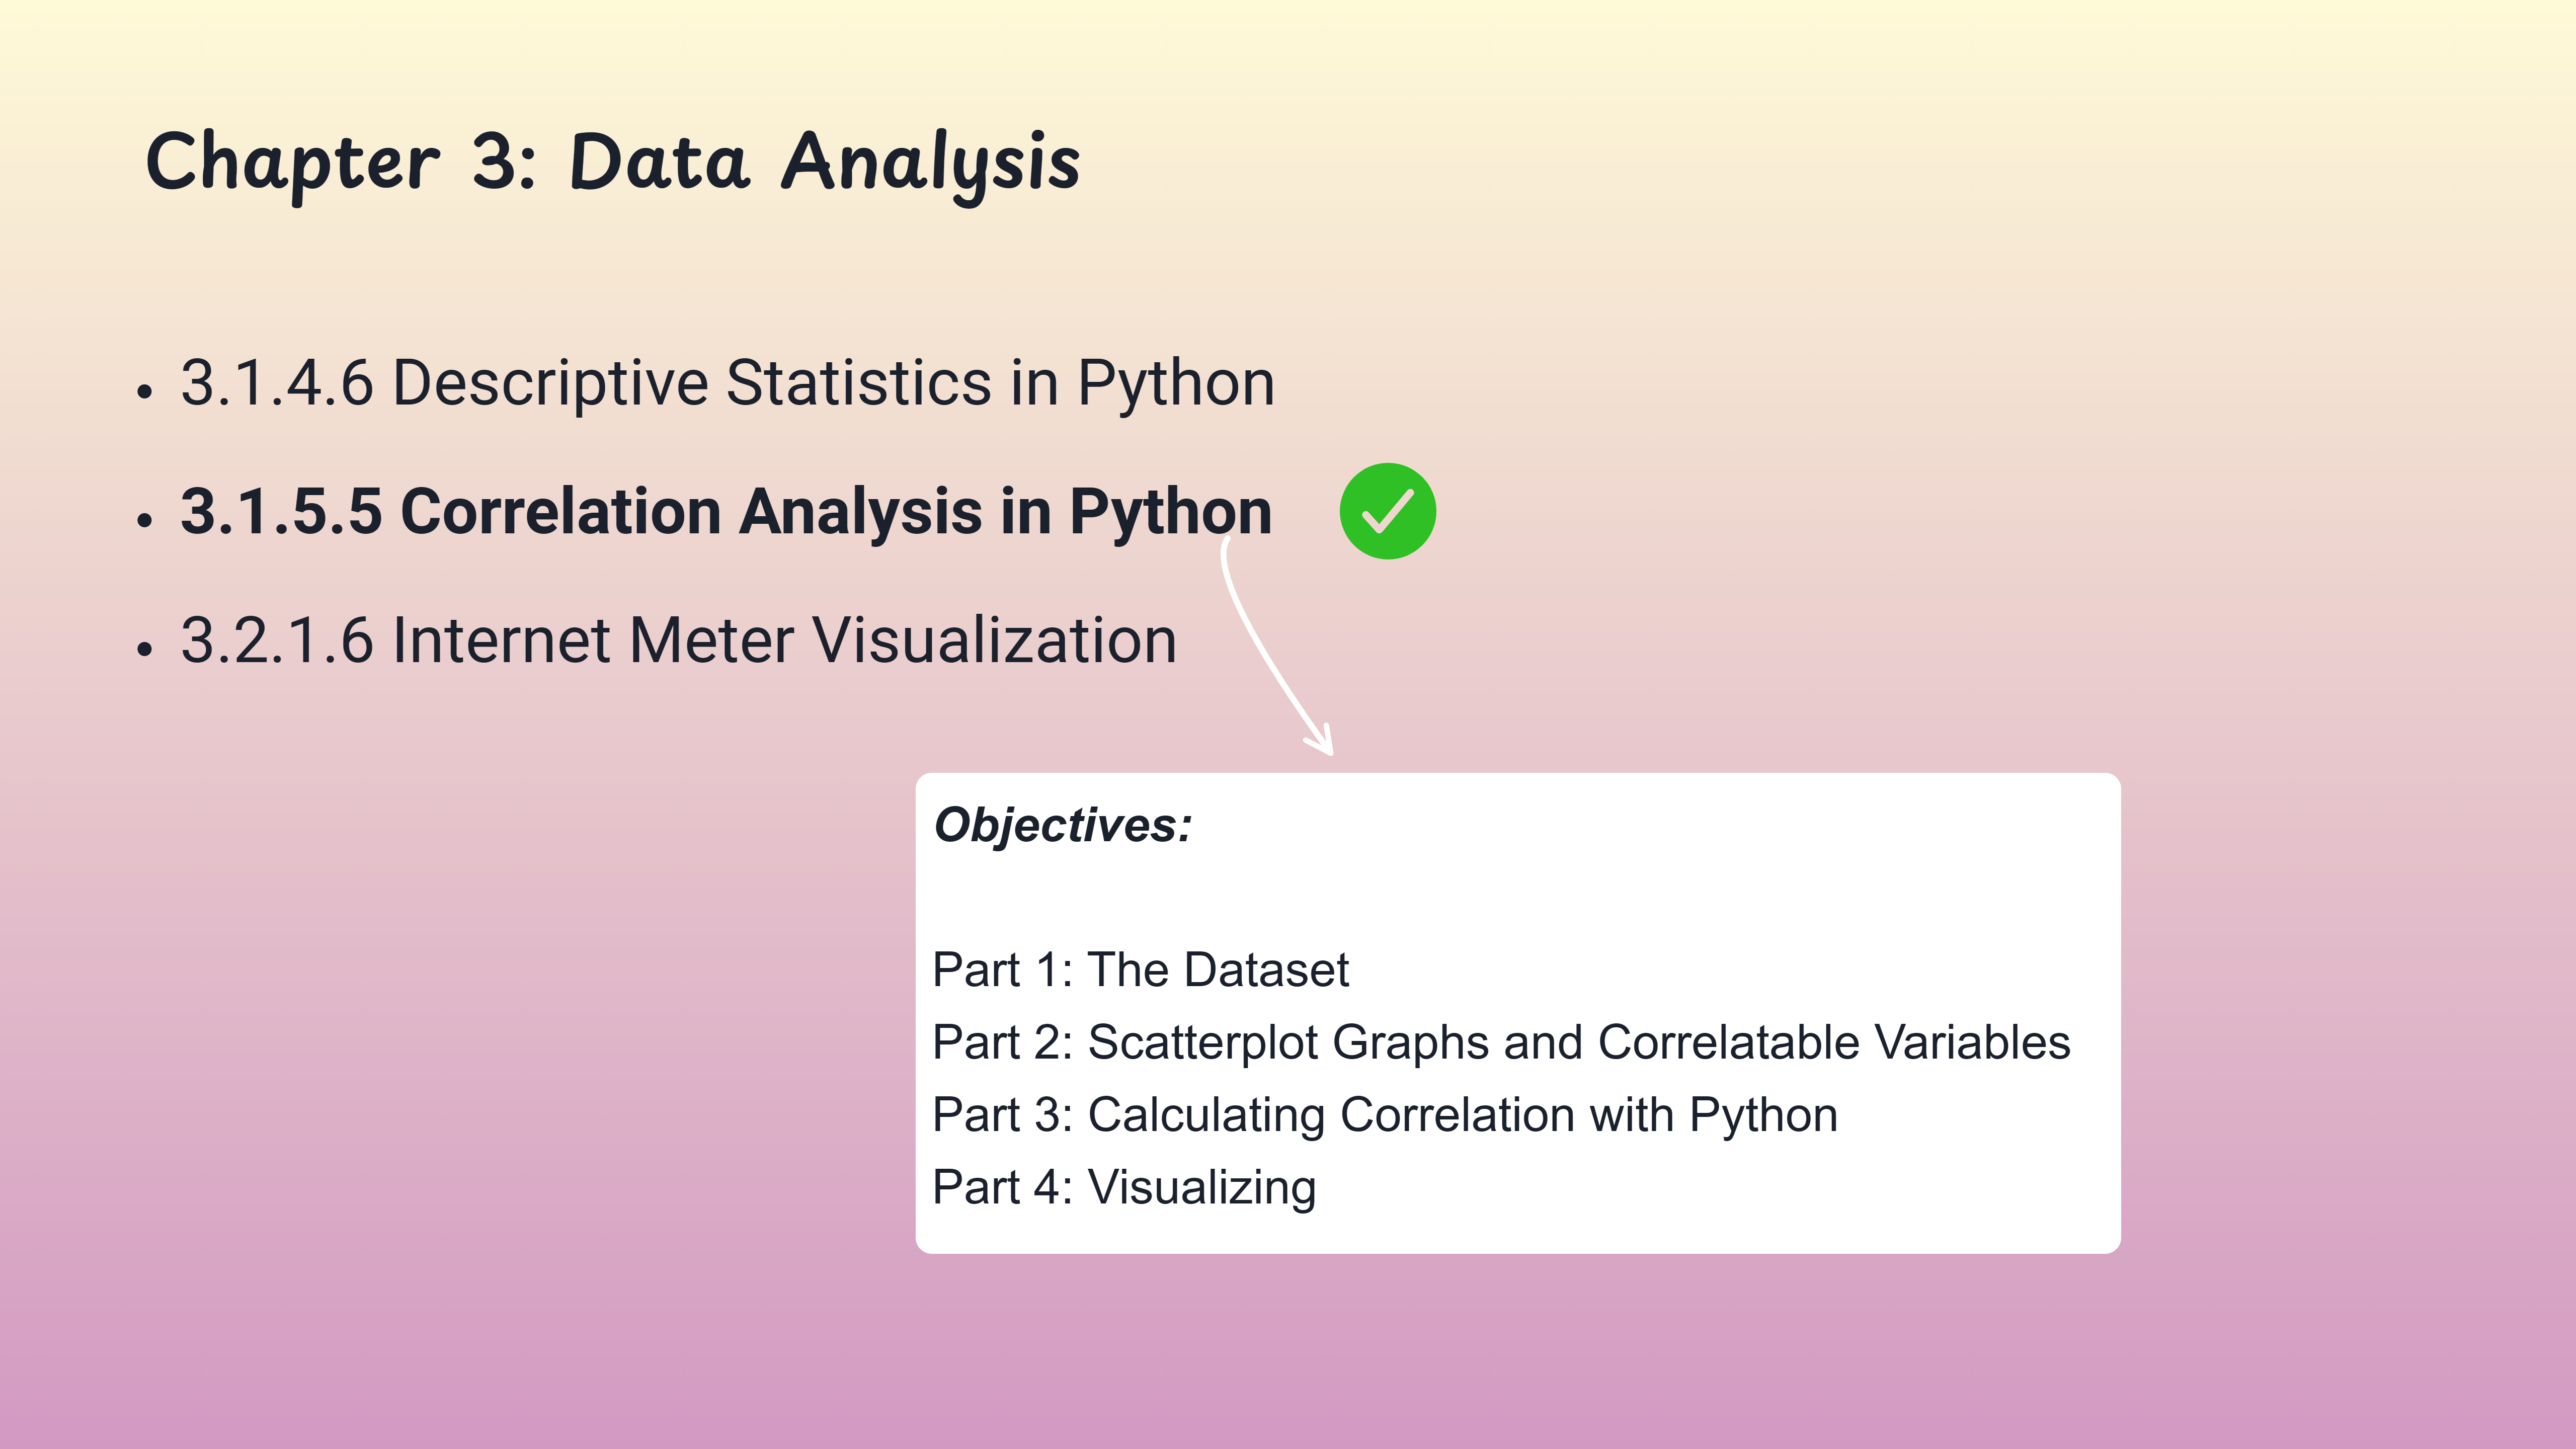 Chapter 3: Data Analysis
• 3.1.4.6 Descriptive Statistics in Python
• 3.1.5.5 Correlation Analysis in Python
• 3.2.1.6 Internet Meter Visualization
Objectives:
Part 1: The Dataset
Part 2: Scatterplot Graphs and Correlatable Variables
Part 3: Calculating Correlation with Python
Part 4: Visualizing